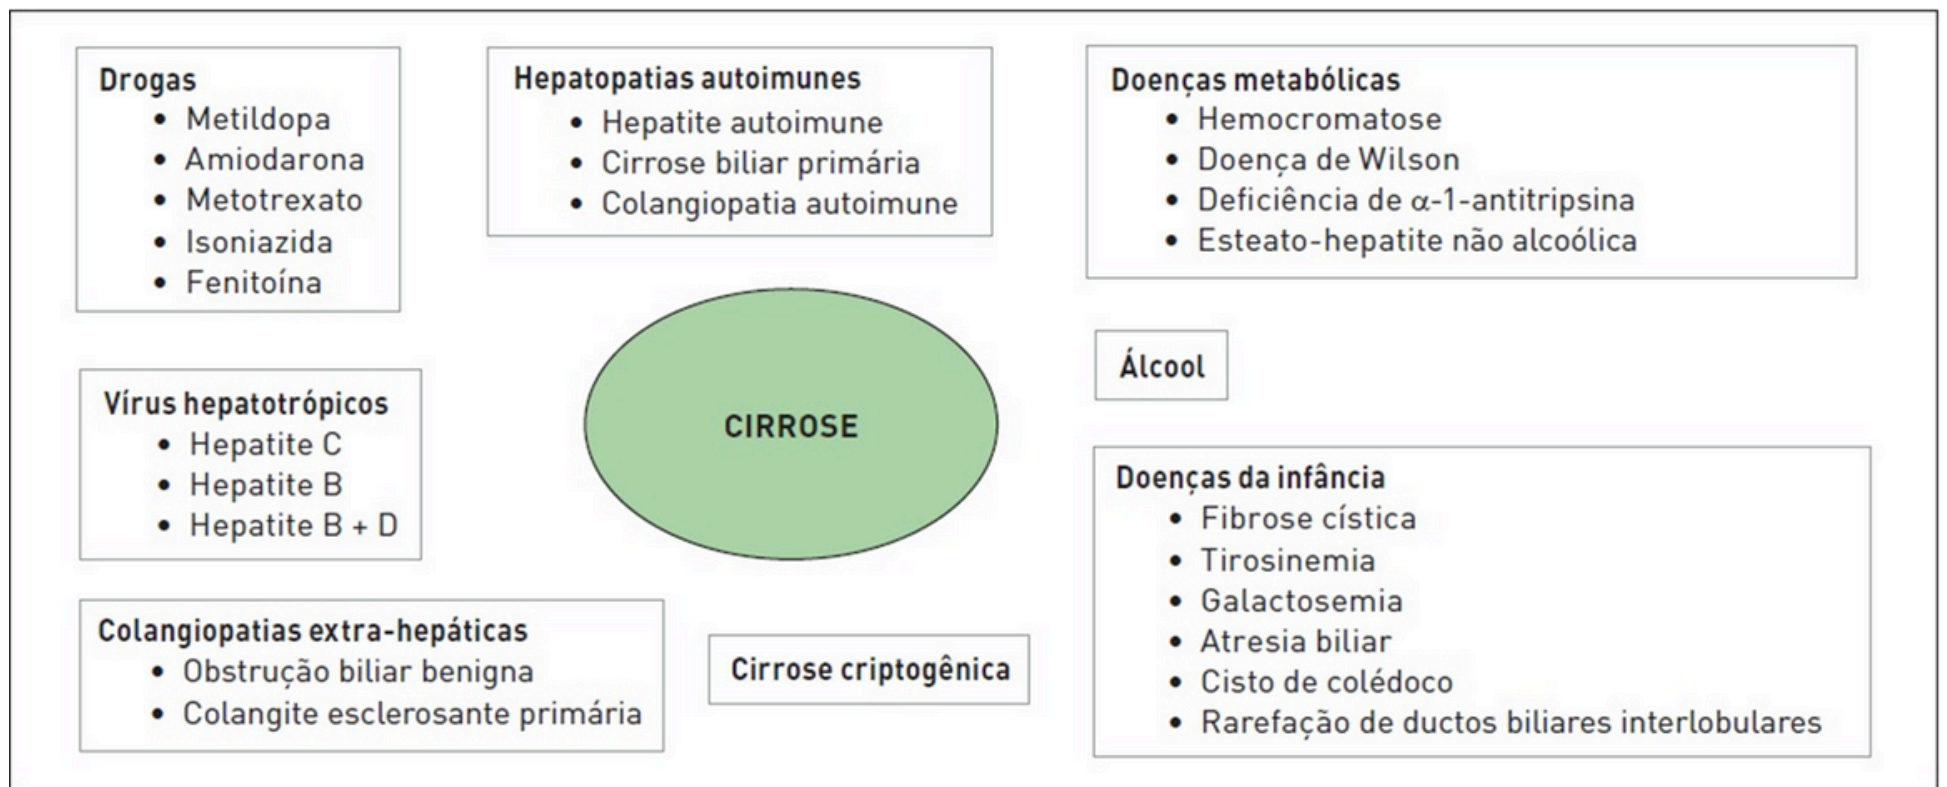 Drogas
• Metildopa
• Amiodarona
• Metotrexato
• Isoniazida
• Fenitoína
Hepatopatias autoimunes
• Hepatite autoimune
• Cirrose biliar primária
• Colangiopatia autoimune
Doenças metabólicas
• Hemocromatose
• Doença de Wilson
• Deficiência de α-1-antitripsina
• Esteato-hepatite não alcoólica
Vírus hepatotrópicos
• Hepatite C
• Hepatite B
• Hepatite B + D
CIRROSE
Álcool
Doenças da infância
• Fibrose cística
• Tirosinemia
• Galactosemia
• Atresia biliar
• Cisto de colédoco
• Rarefação de ductos biliares interlobulares
Colangiopatias extra-hepáticas
• Obstrução biliar benigna
• Colangite esclerosante primária
Cirrose criptogênica